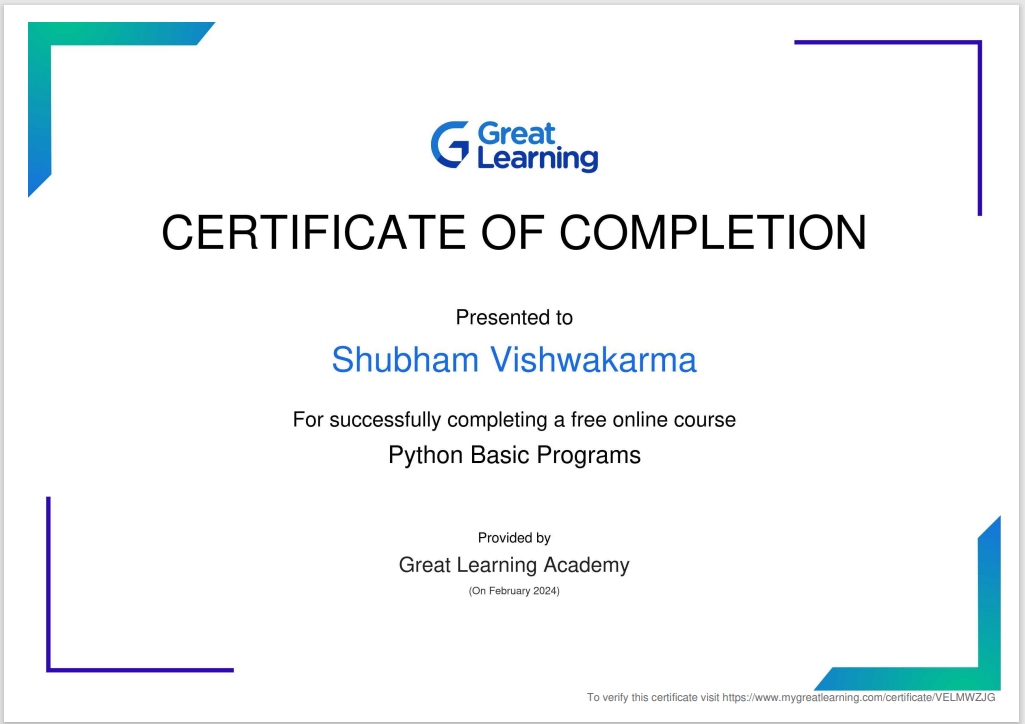 Great
Learning
CERTIFICATE OF COMPLETION
Presented to
Shubham Vishwakarma
For successfully completing a free online course
Python Basic Programs
Provided by
Great Learning Academy
(On February 2024)
To verify this certificate visit https://www.mygreatlearning.com/certificate/VELMWZJG